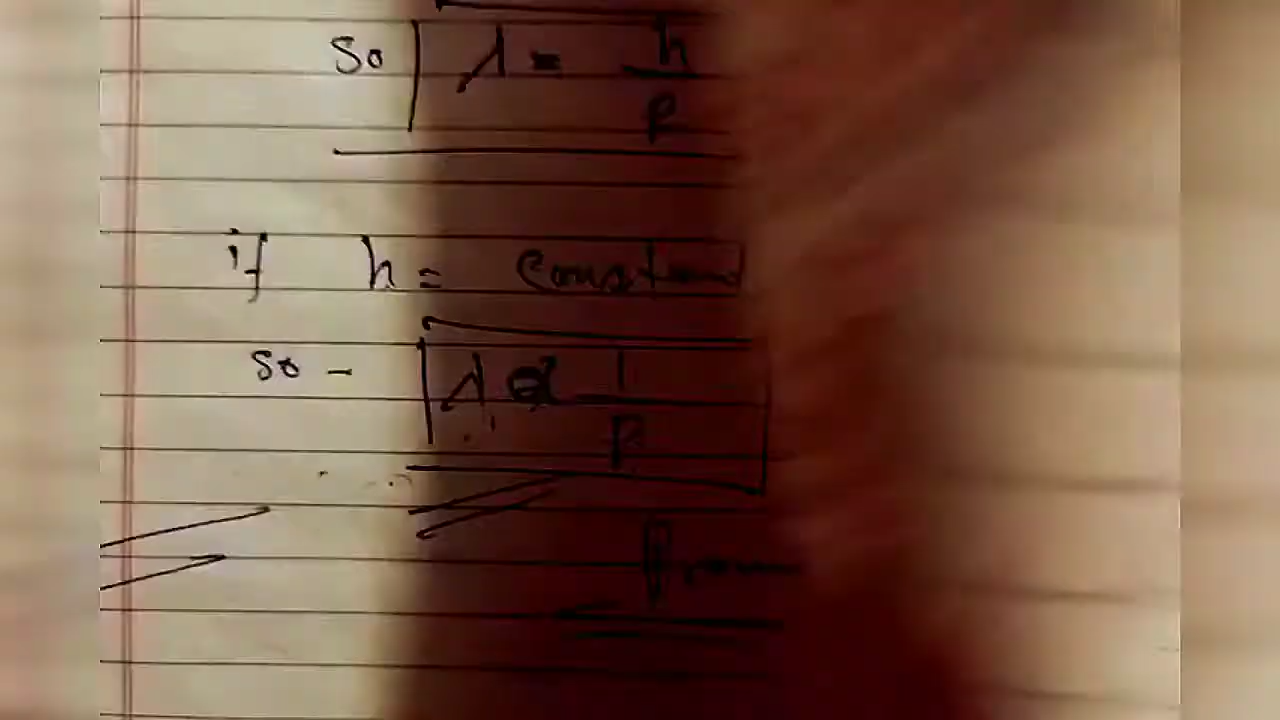 So λ = h/p
if h = constant
so - λ α 1/p